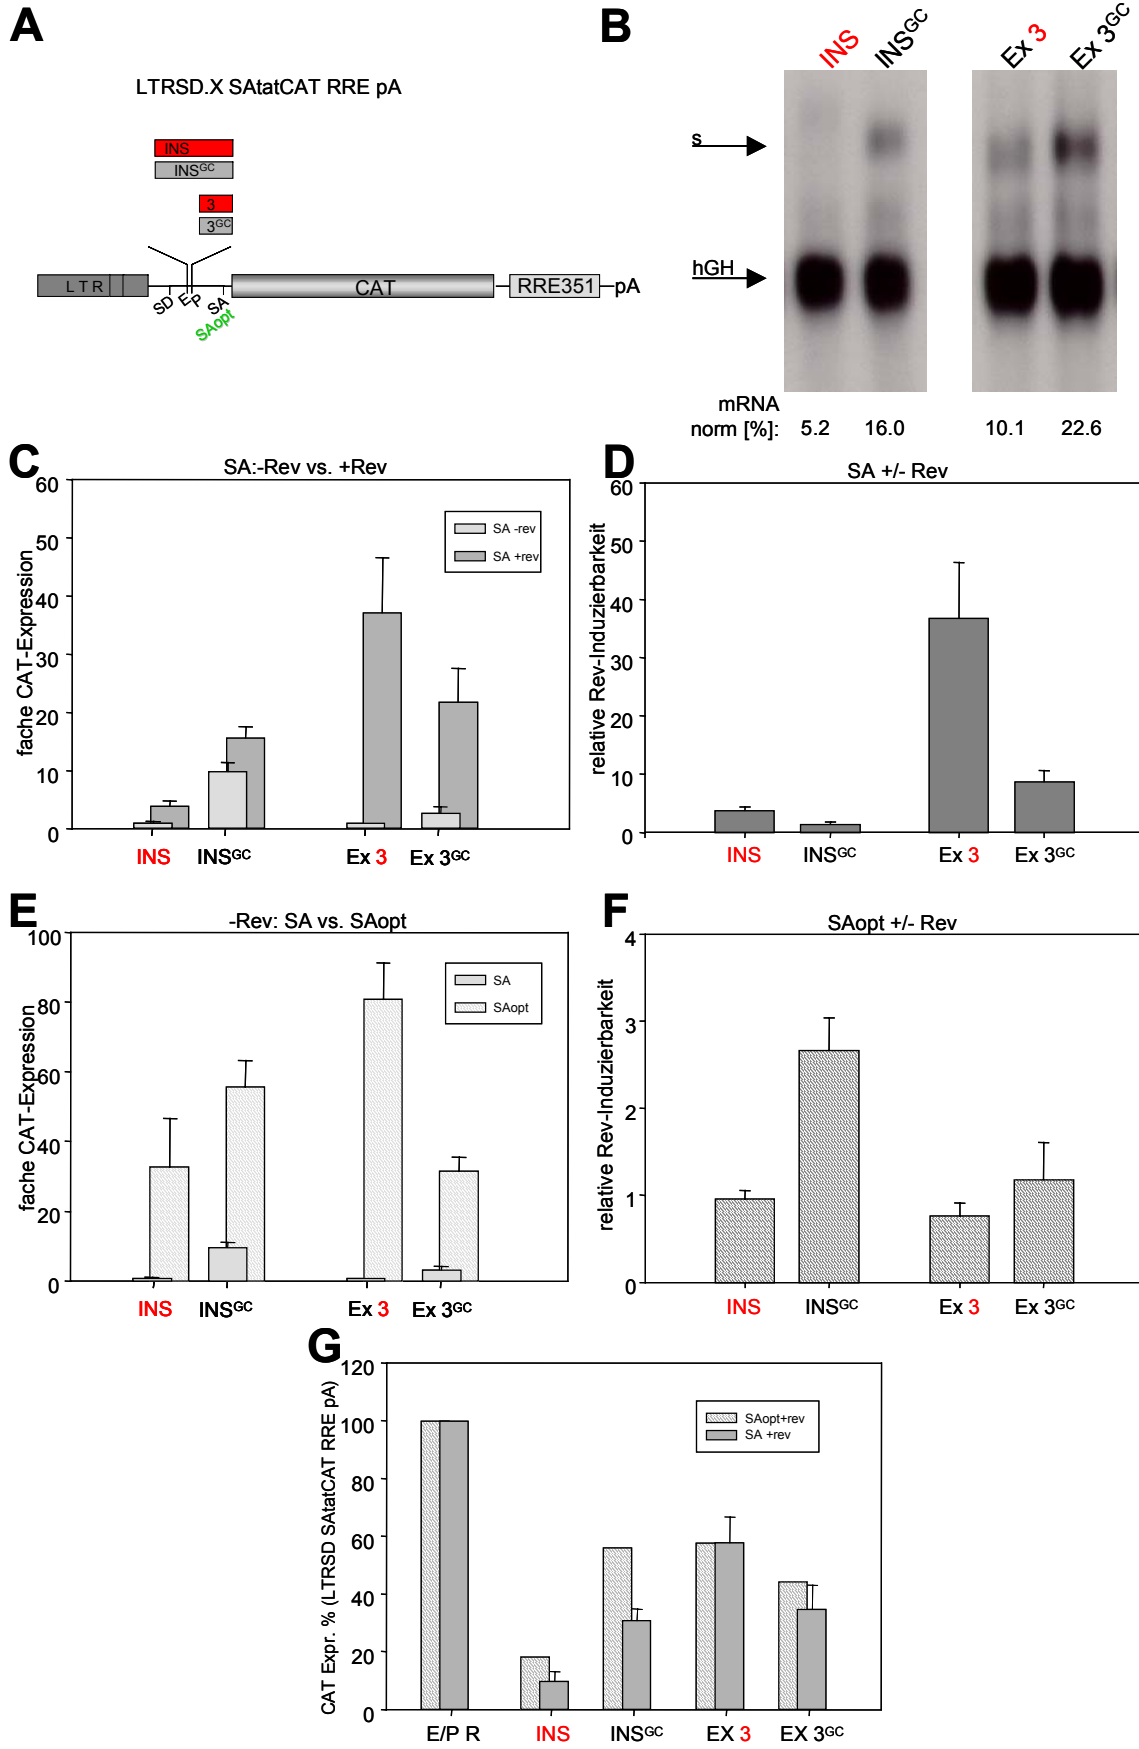 A
LTRSD.X SAtatCAT RRE pA
INS
INSGC
3
3GC
LTR
SD
E
P
SA
SAopt
CAT
RRE351
pA
B
INS
INSGC
Ex 3
Ex 3GC
s
hGH
mRNA
norm [%]: 5.2 16.0 10.1 22.6
C
SA:-Rev vs. +Rev
fache CAT-Expression
60
50
40
30
20
10
0
SA -rev
SA +rev
INS INSGC Ex 3 Ex 3GC
D
SA +/- Rev
relative Rev-Induzierbarkeit
60
50
40
30
20
10
0
INS INSGC Ex 3 Ex 3GC
E
-Rev: SA vs. SAopt
fache CAT-Expression
100
80
60
40
20
0
SA
SAopt
INS INSGC Ex 3 Ex 3GC
F
SAopt +/- Rev
relative Rev-Induzierbarkeit
4
3
2
1
0
INS INSGC Ex 3 Ex 3GC
G
CAT Expr. % (LTRSD SAtatCAT RRE pA)
120
100
80
60
40
20
0
SAopt+rev
SA +rev
E/P R INS INSGC EX 3 EX 3GC